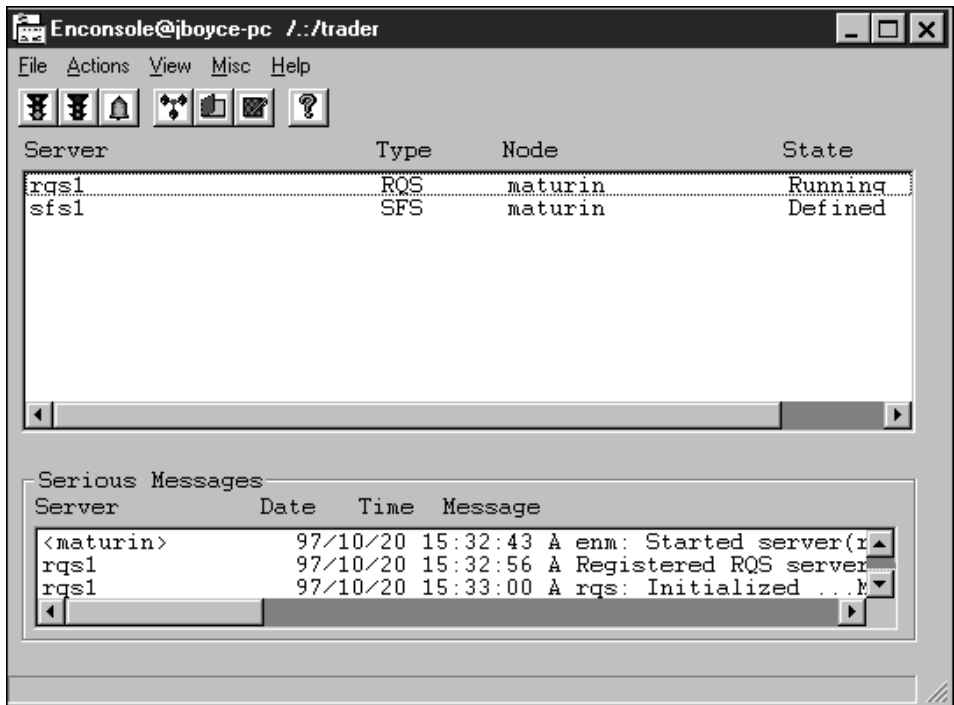 Enconsole@jboyce-pc /.:/trader
File Actions View Misc Help
Server Type Node State
rqs1 RQS maturin Running
sfs1 SFS maturin Defined
Serious Messages
Server Date Time Message
<maturin> 97/10/20 15:32:43 A enm: Started server(r
rqs1 97/10/20 15:32:56 A Registered RQS server
rqs1 97/10/20 15:33:00 A rqs: Initialized ...M